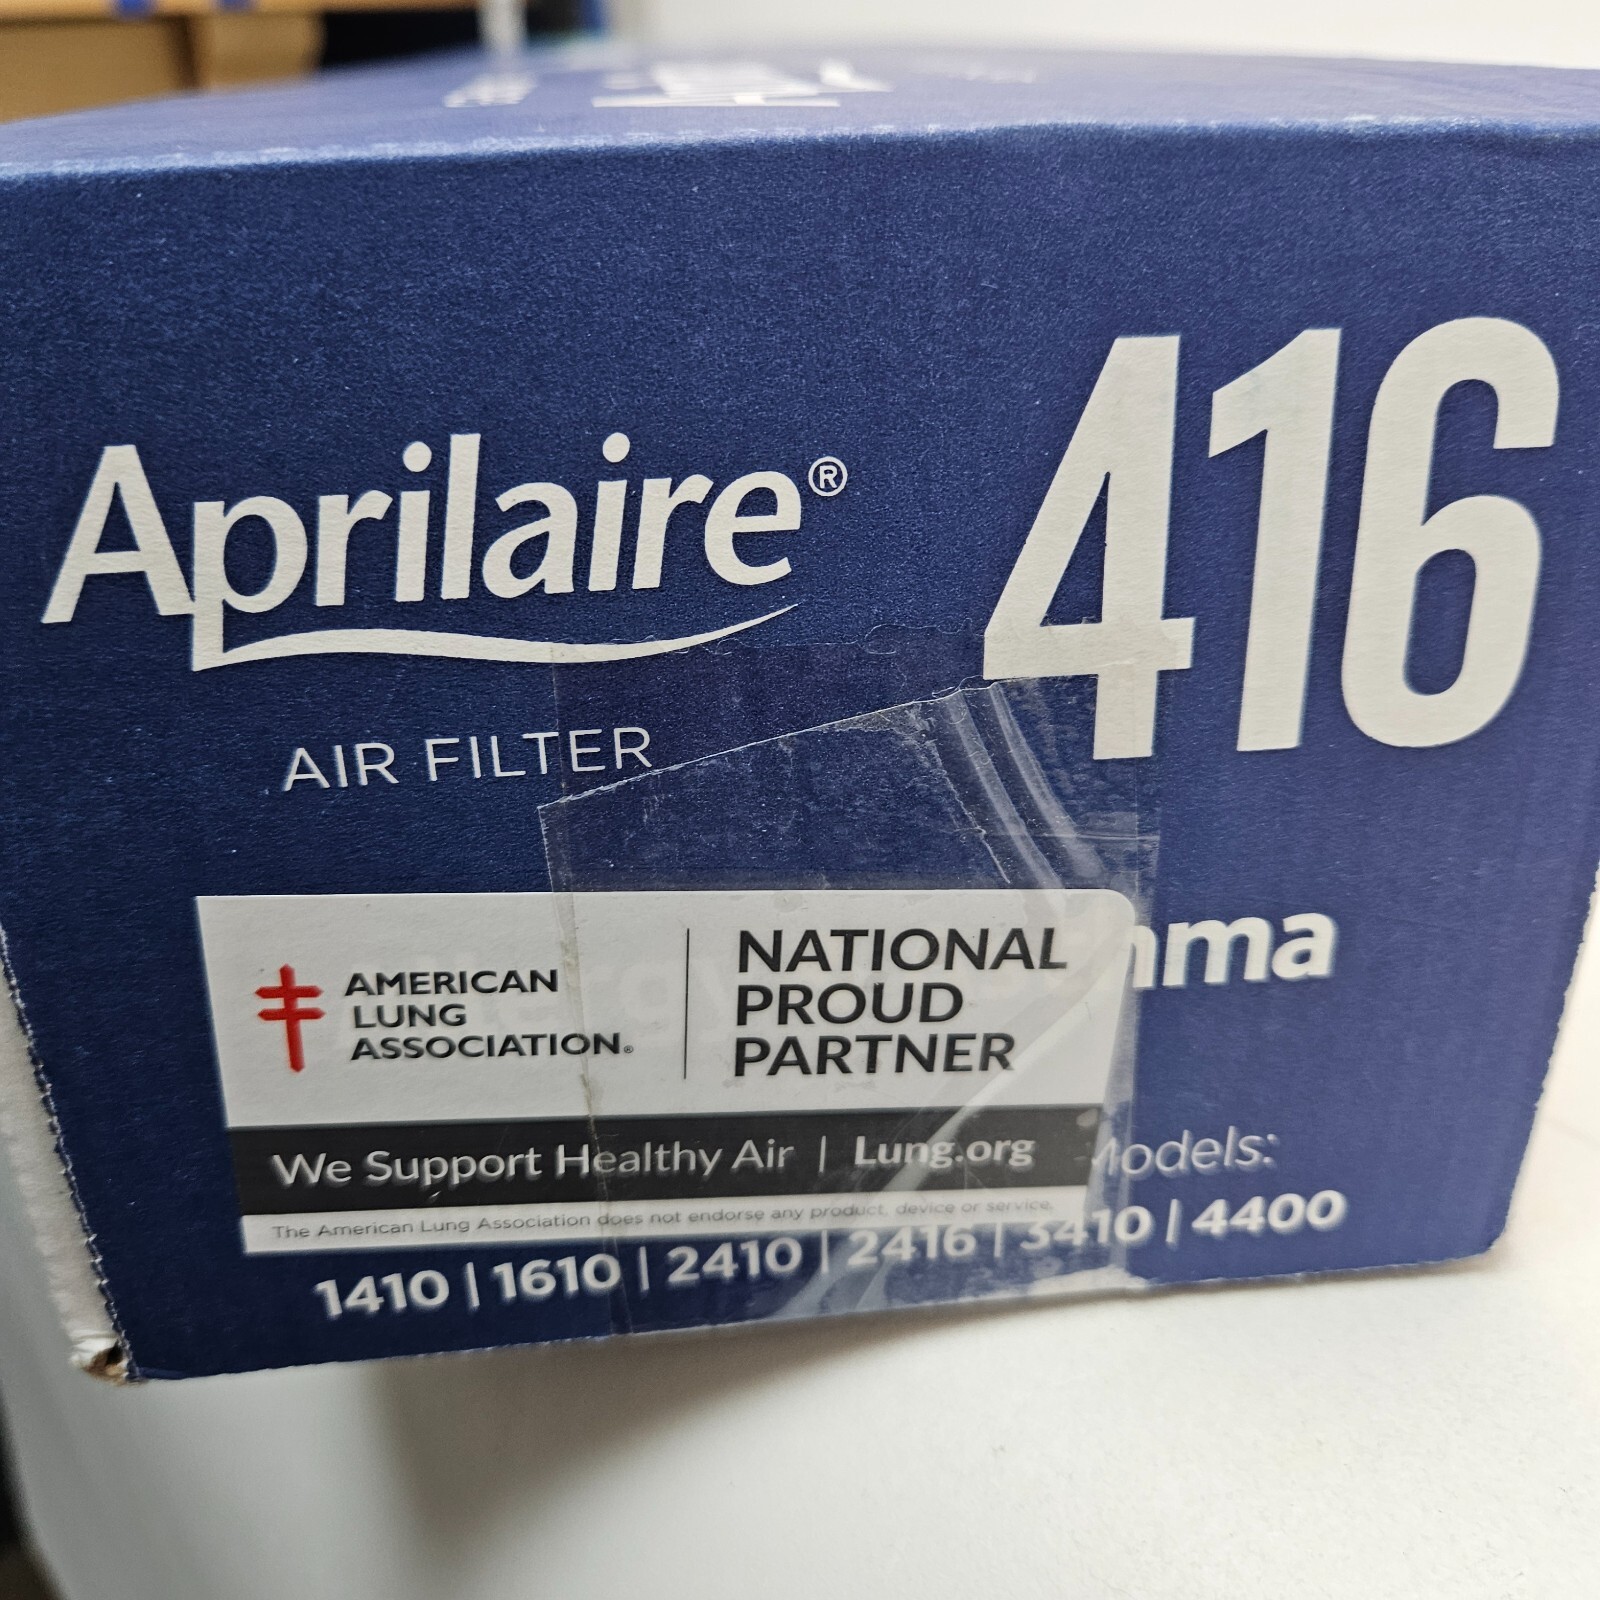 Aprilaire®
416
AIR FILTER
AMERICAN
LUNG
ASSOCIATION®
NATIONAL
PROUD
PARTNER
We Support Healthy Air | Lung.org
The American Lung Association does not endorse any product, device or service.
Models:
1410 | 1610 | 2410 | 2416 | 3410 | 4400